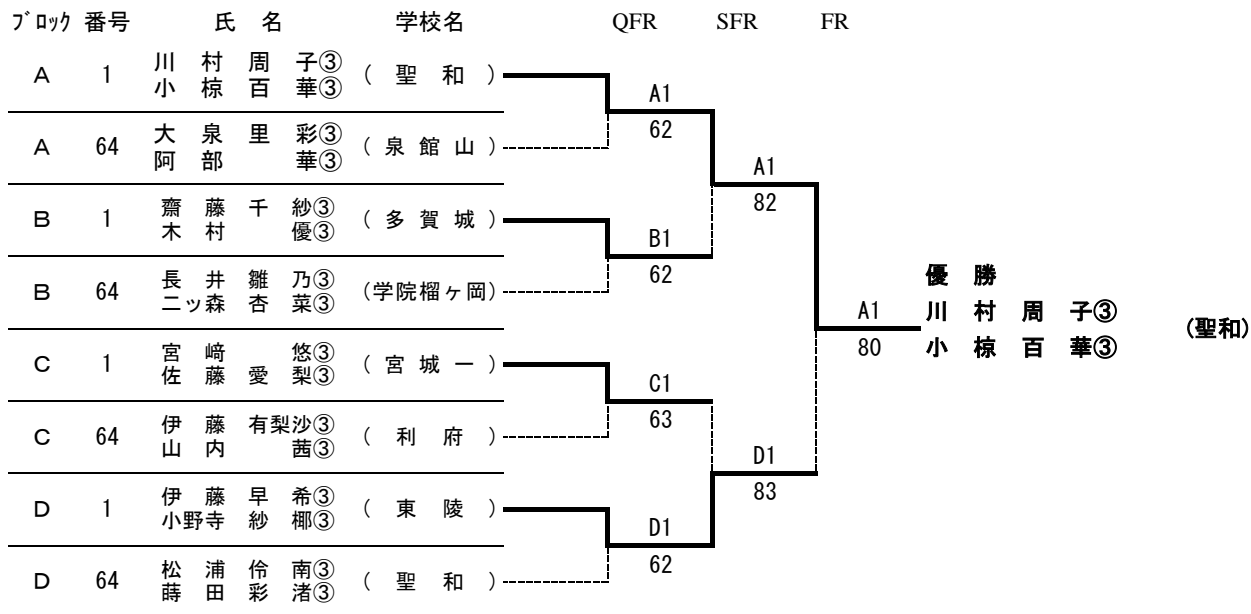 ブロック 番号 氏 名 学校名 QFR SFR FR
A 1 川村周子③ (聖和)
小椋百華③
A1
62
A 64 大泉里彩③ (泉館山)
阿部華③
A1
82
B 1 齋藤千紗③ (多賀城)
木村優③
B1
62
B 64 長井雛乃③ (学院榴ヶ岡)
二ッ森杏菜③
優勝
A1 川村周子③ (聖和)
80 小椋百華③
C 1 宮﨑悠③ (宮城一)
佐藤愛梨③
C1
63
C 64 伊藤有梨沙③ (利府)
山内茜③
D1
83
D 1 伊藤早希③ (東陵)
小野寺紗椰③
D1
62
D 64 松浦伶南③ (聖和)
蒔田彩渚③